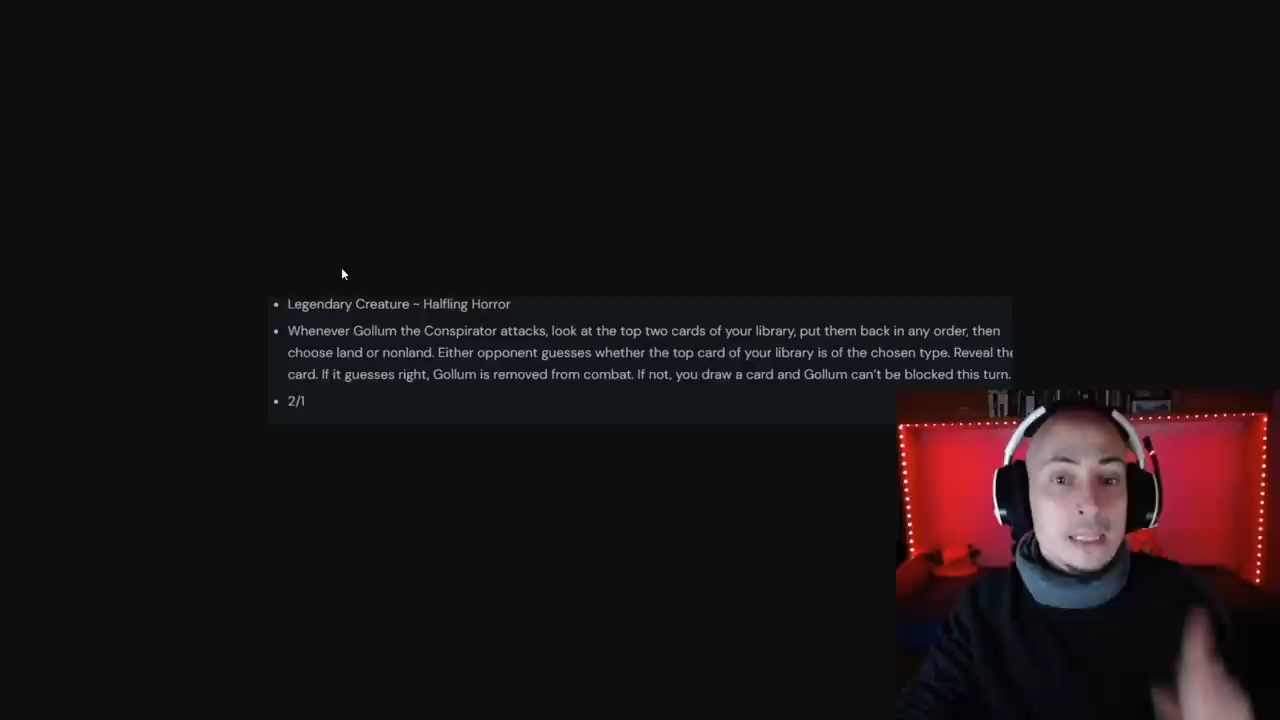 • Legendary Creature ~ Halfling Horror
• Whenever Gollum the Conspirator attacks, look at the top two cards of your library, put them back in any order, then
choose land or nonland. Either opponent guesses whether the top card of your library is of the chosen type. Reveal the
card. If it guesses right, Gollum is removed from combat. If not, you draw a card and Gollum can't be blocked this turn.
• 2/1